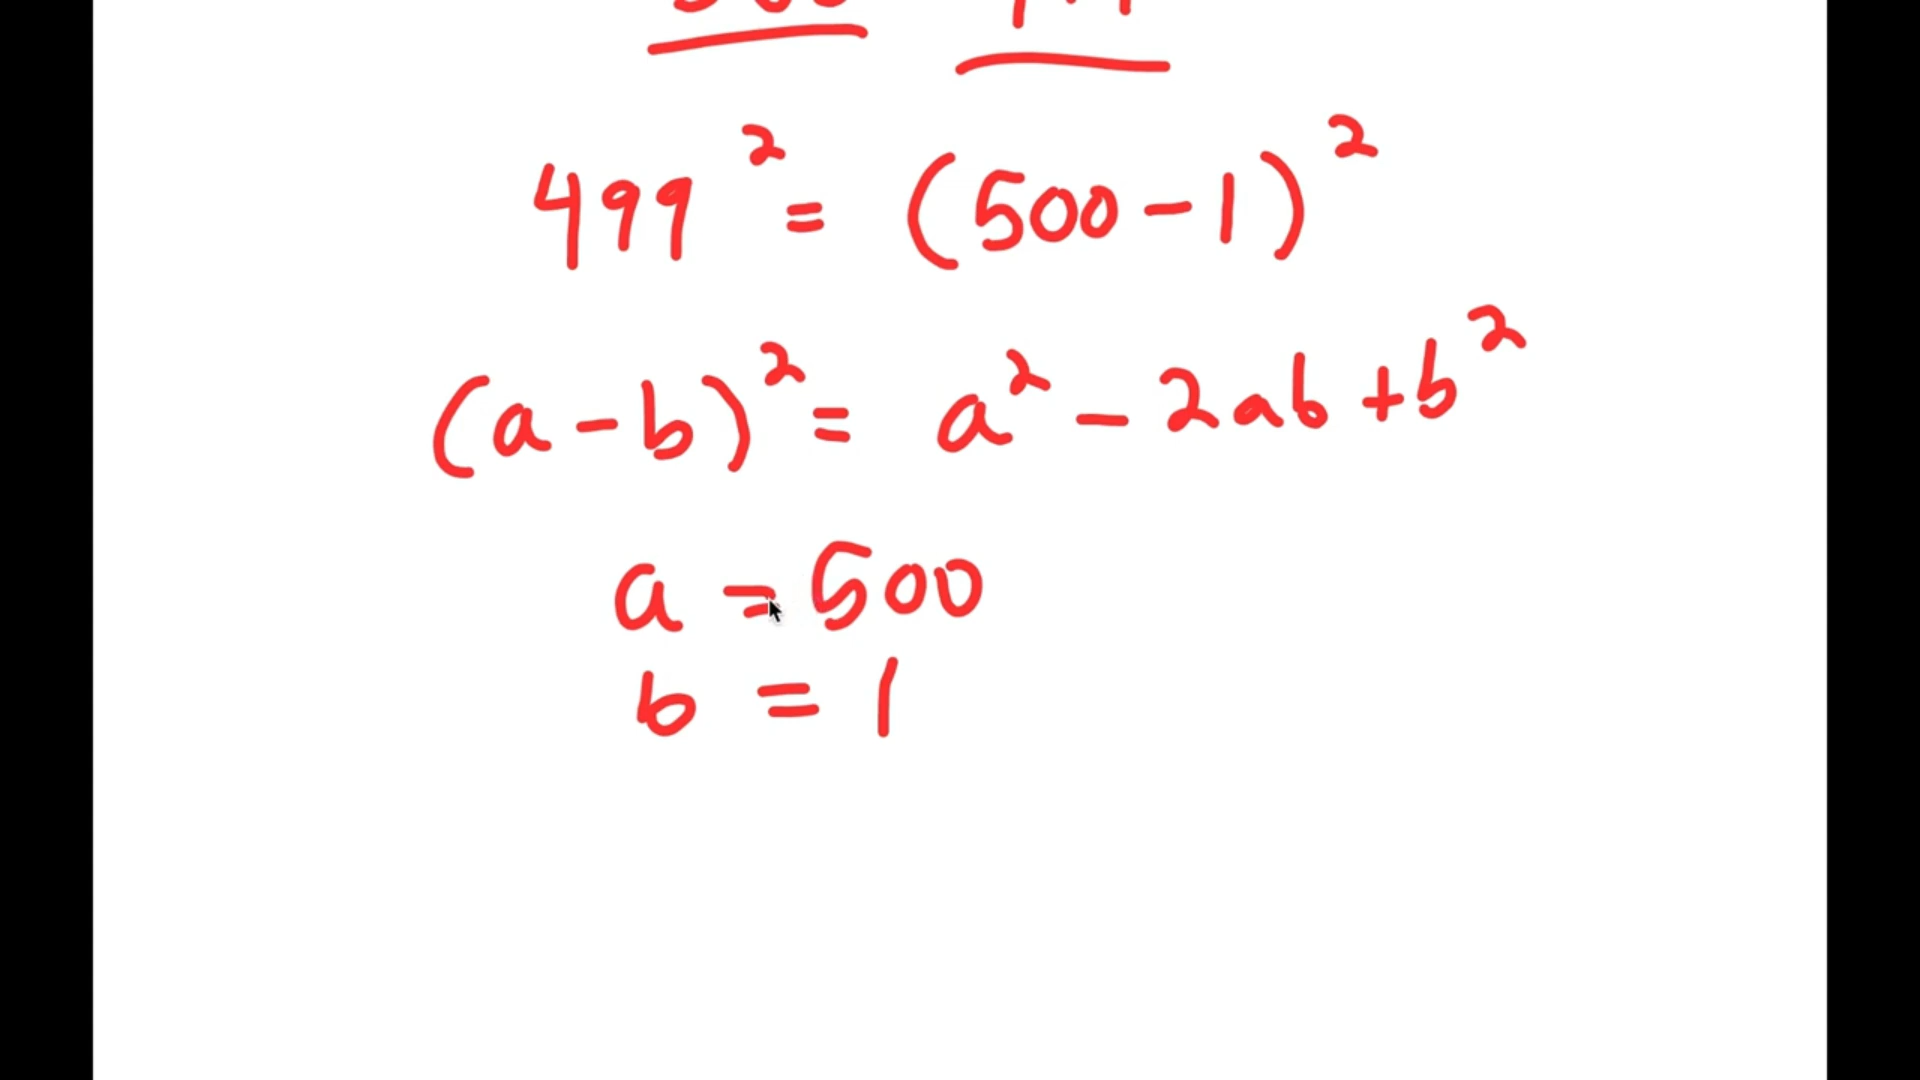 499² = (500-1)²
(a-b)² = a² - 2ab + b²
a = 500
b = 1